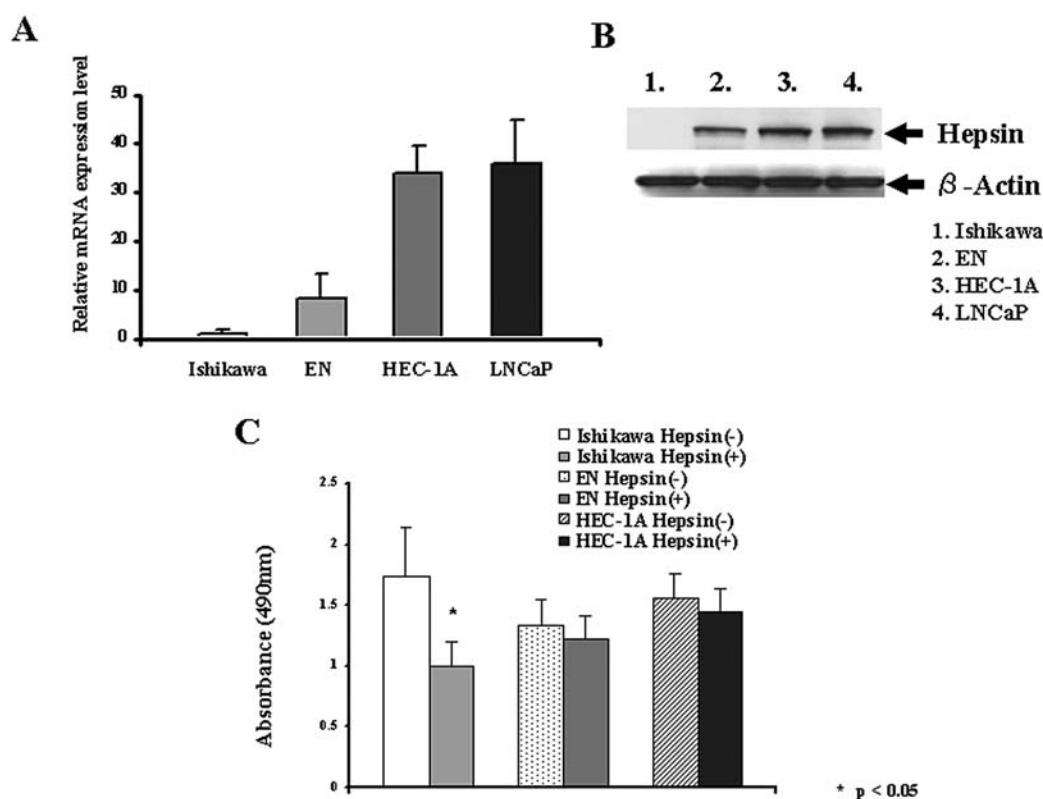 A
Relative mRNA expression level
50
40
30
20
10
0
Ishikawa EN HEC-1A LNCaP
B
1. 2. 3. 4.
Hepsin
β-Actin
1. Ishikawa
2. EN
3. HEC-1A
4. LNCaP
C
Ishikawa Hepsin(-)
Ishikawa Hepsin(+)
EN Hepsin(-)
EN Hepsin(+)
HEC-1A Hepsin(-)
HEC-1A Hepsin(+)
Absorbance (490nm)
2.5
2
1.5
1
0.5
0
*
* p < 0.05